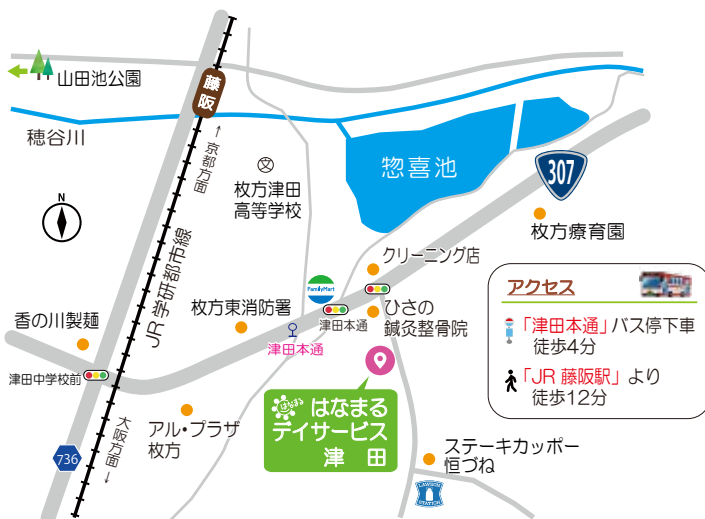 山田池公園
藤阪
穂谷川
↑京都方面
惣喜池
307
文
枚方津田
高等学校
N
枚方療育園
JR学研都市線
クリーニング店
FamilyMart
アクセス
「津田本通」バス停下車
徒歩4分
「JR 藤阪駅」より
徒歩12分
香の川製麺
枚方東消防署
津田本通
津田本通
ひさの
鍼灸整骨院
津田中学校前
はなまる
はなまる
デイサービス
津田
アル・プラザ
枚方
大阪方面↓
736
ステーキカッポー
恒づね
LAWSON
STATION